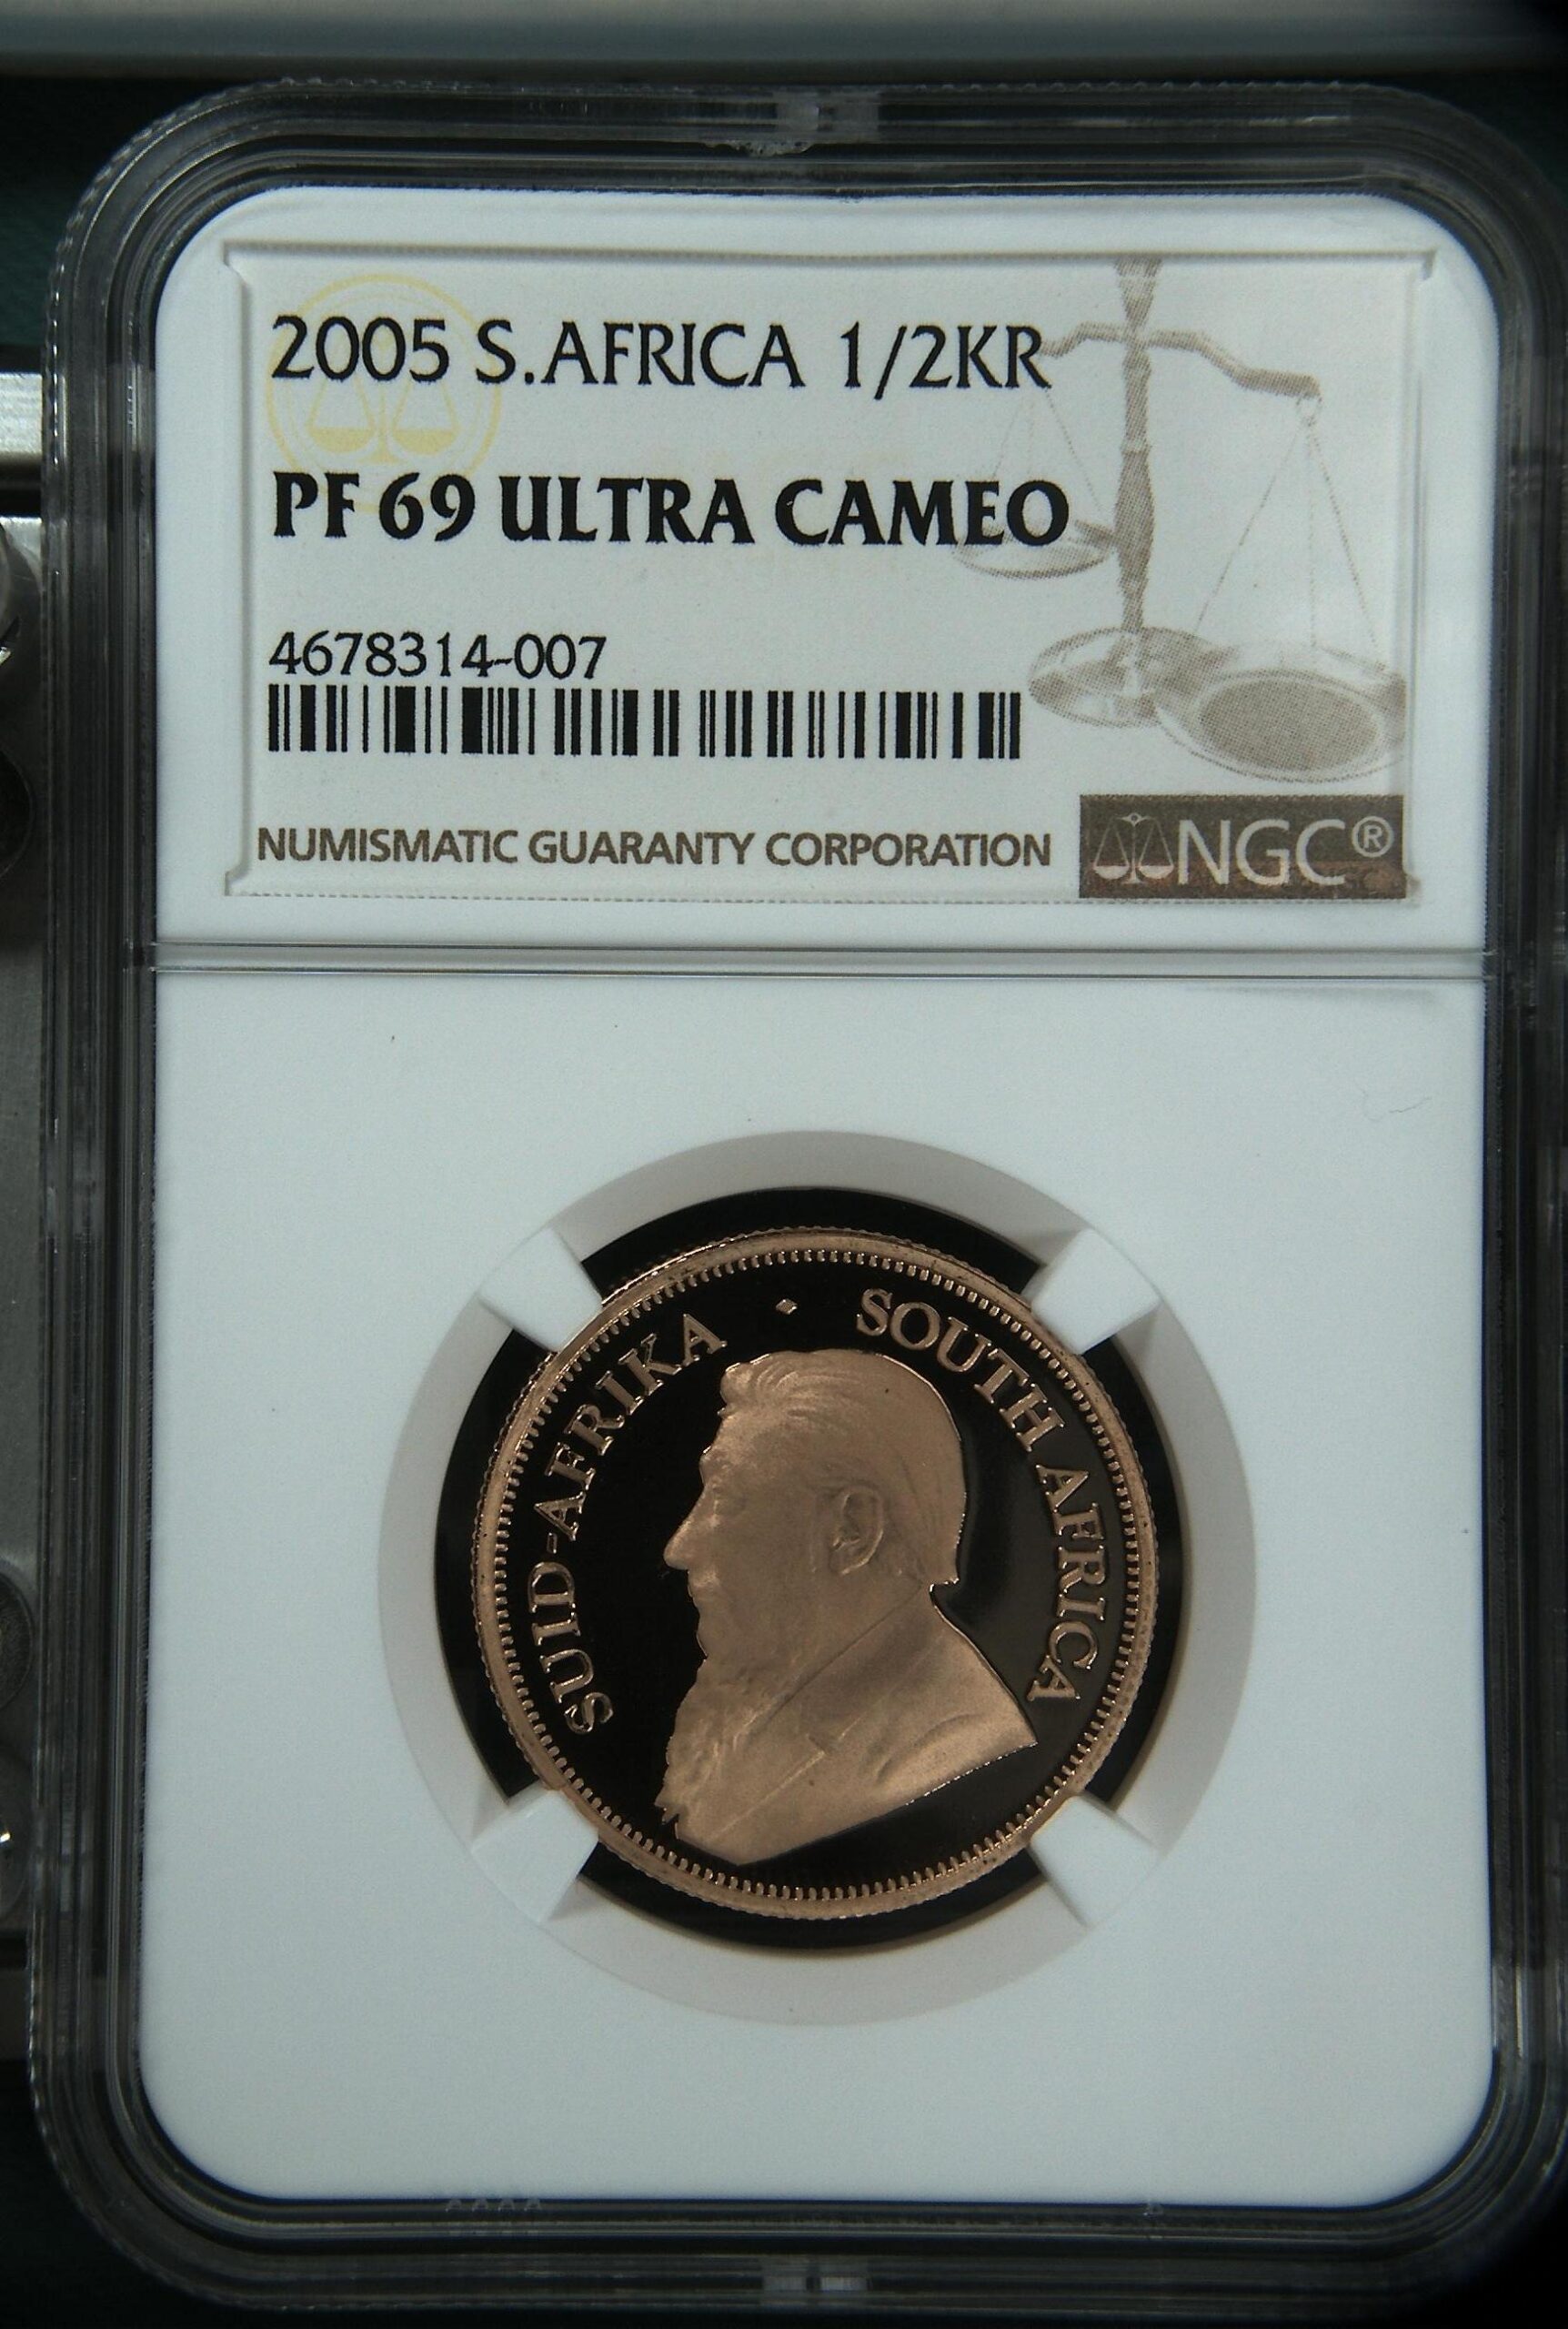 2005 S.AFRICA 1/2KR
PF 69 ULTRA CAMEO
4678314-007
NUMISMATIC GUARANTY CORPORATION
NGC®
SUID-AFRIKA · SOUTH AFRICA